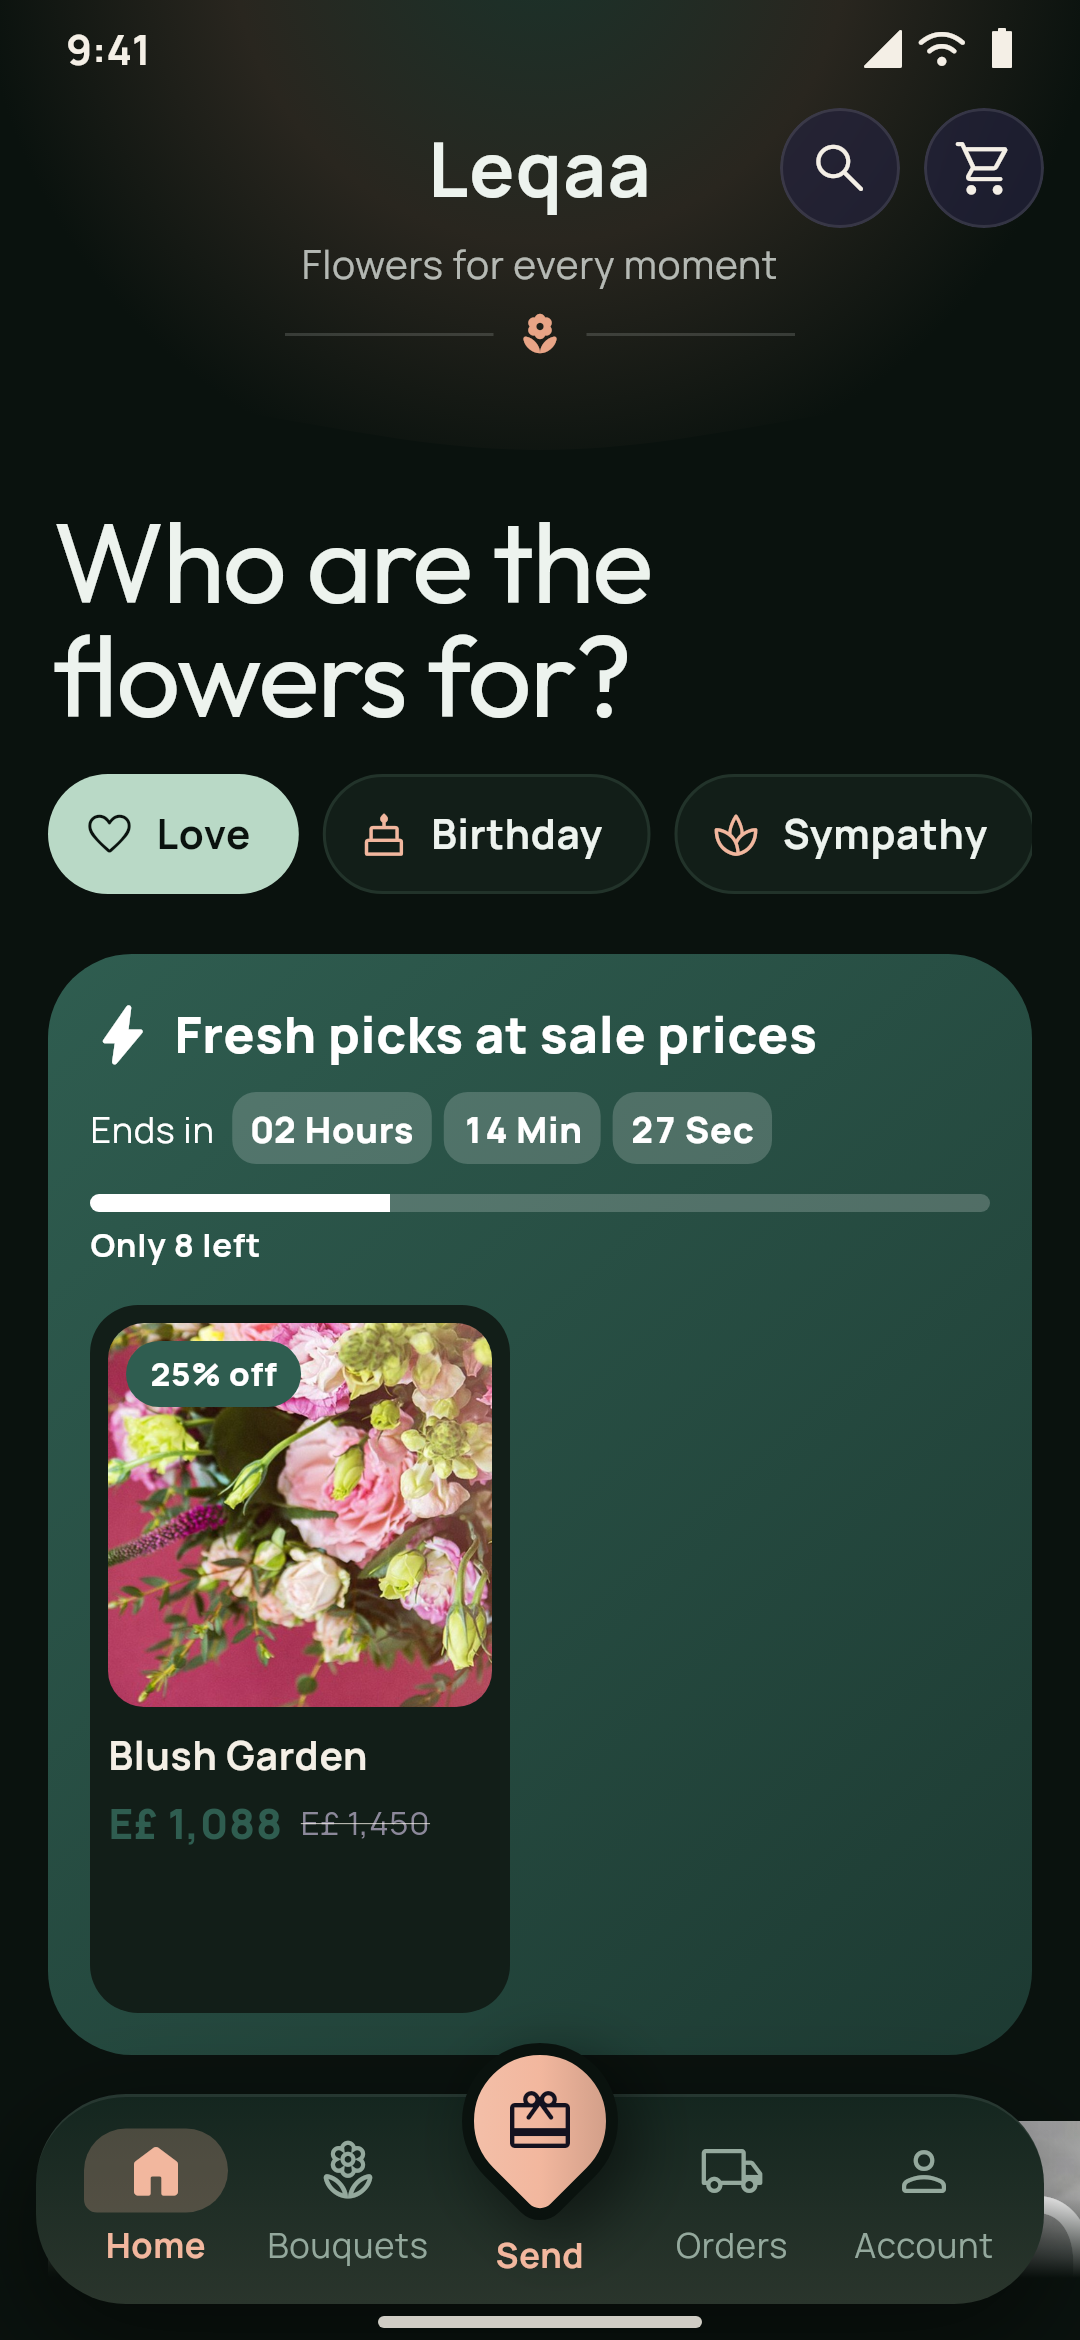 9:41
Leqaa
Flowers for every moment
Who are the
flowers for?
Love
Birthday
Sympathy
Fresh picks at sale prices
Ends in 02 Hours 14 Min 27 Sec
Only 8 left
25% off
Blush Garden
E£ 1,088 E£ 1,450
Home
Bouquets
Send
Orders
Account